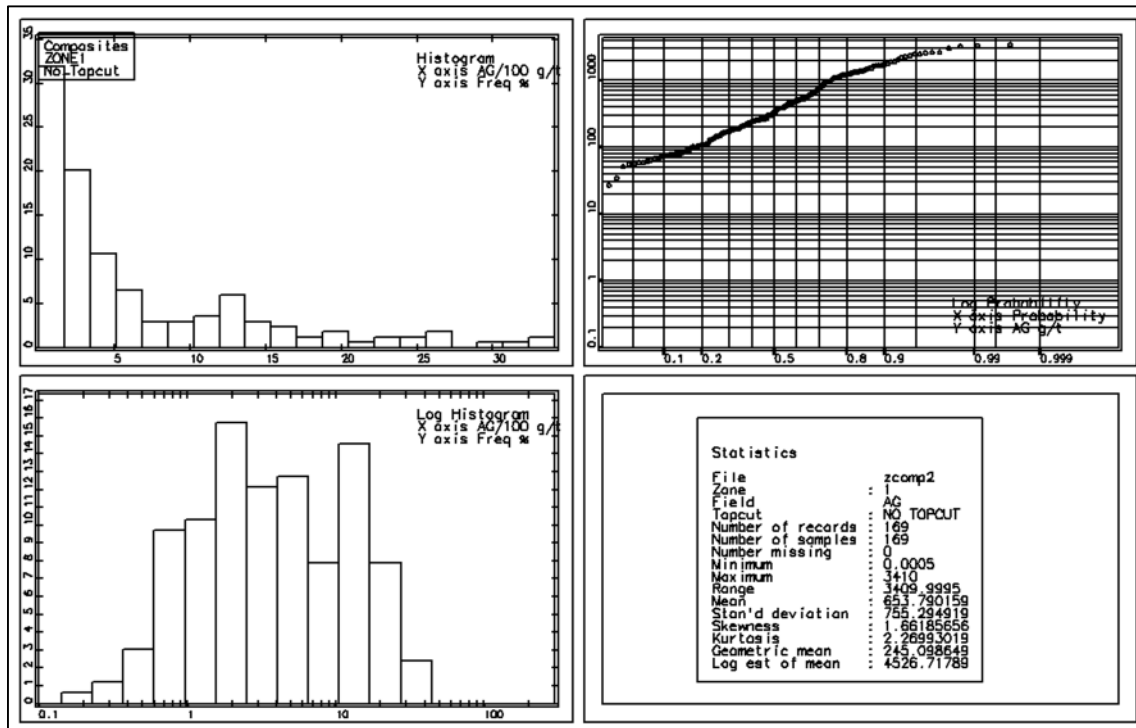 Composites
ZONE1
No Topcut
Histogram
X axis AG/100 g/t
Y axis Freq %
35
30
25
20
15
10
5
0
5 10 15 20 25 30
Log Probability
X axis Probability
Y axis AG g/t
1000
100
10
1
0.1
0.1 0.2 0.5 0.8 0.9 0.99 0.999
Log Histogram
X axis AG/100 g/t
Y axis Freq %
17
16
15
14
13
12
11
10
9
8
7
6
5
4
3
2
1
0
0.1 1 10 100
Statistics
File zcomp2
Zone : 1
Field : AG
Topcut : NO TOPCUT
Number of records : 169
Number of samples : 169
Number missing : 0
Minimum : 0.0005
Maximum : 3410
Range : 3409.9995
Mean : 653.790159
Stan'd deviation : 755.294919
Skewness : 1.66185656
Kurtosis : 2.26993019
Geometric mean : 245.098649
Log est of mean : 4526.71789